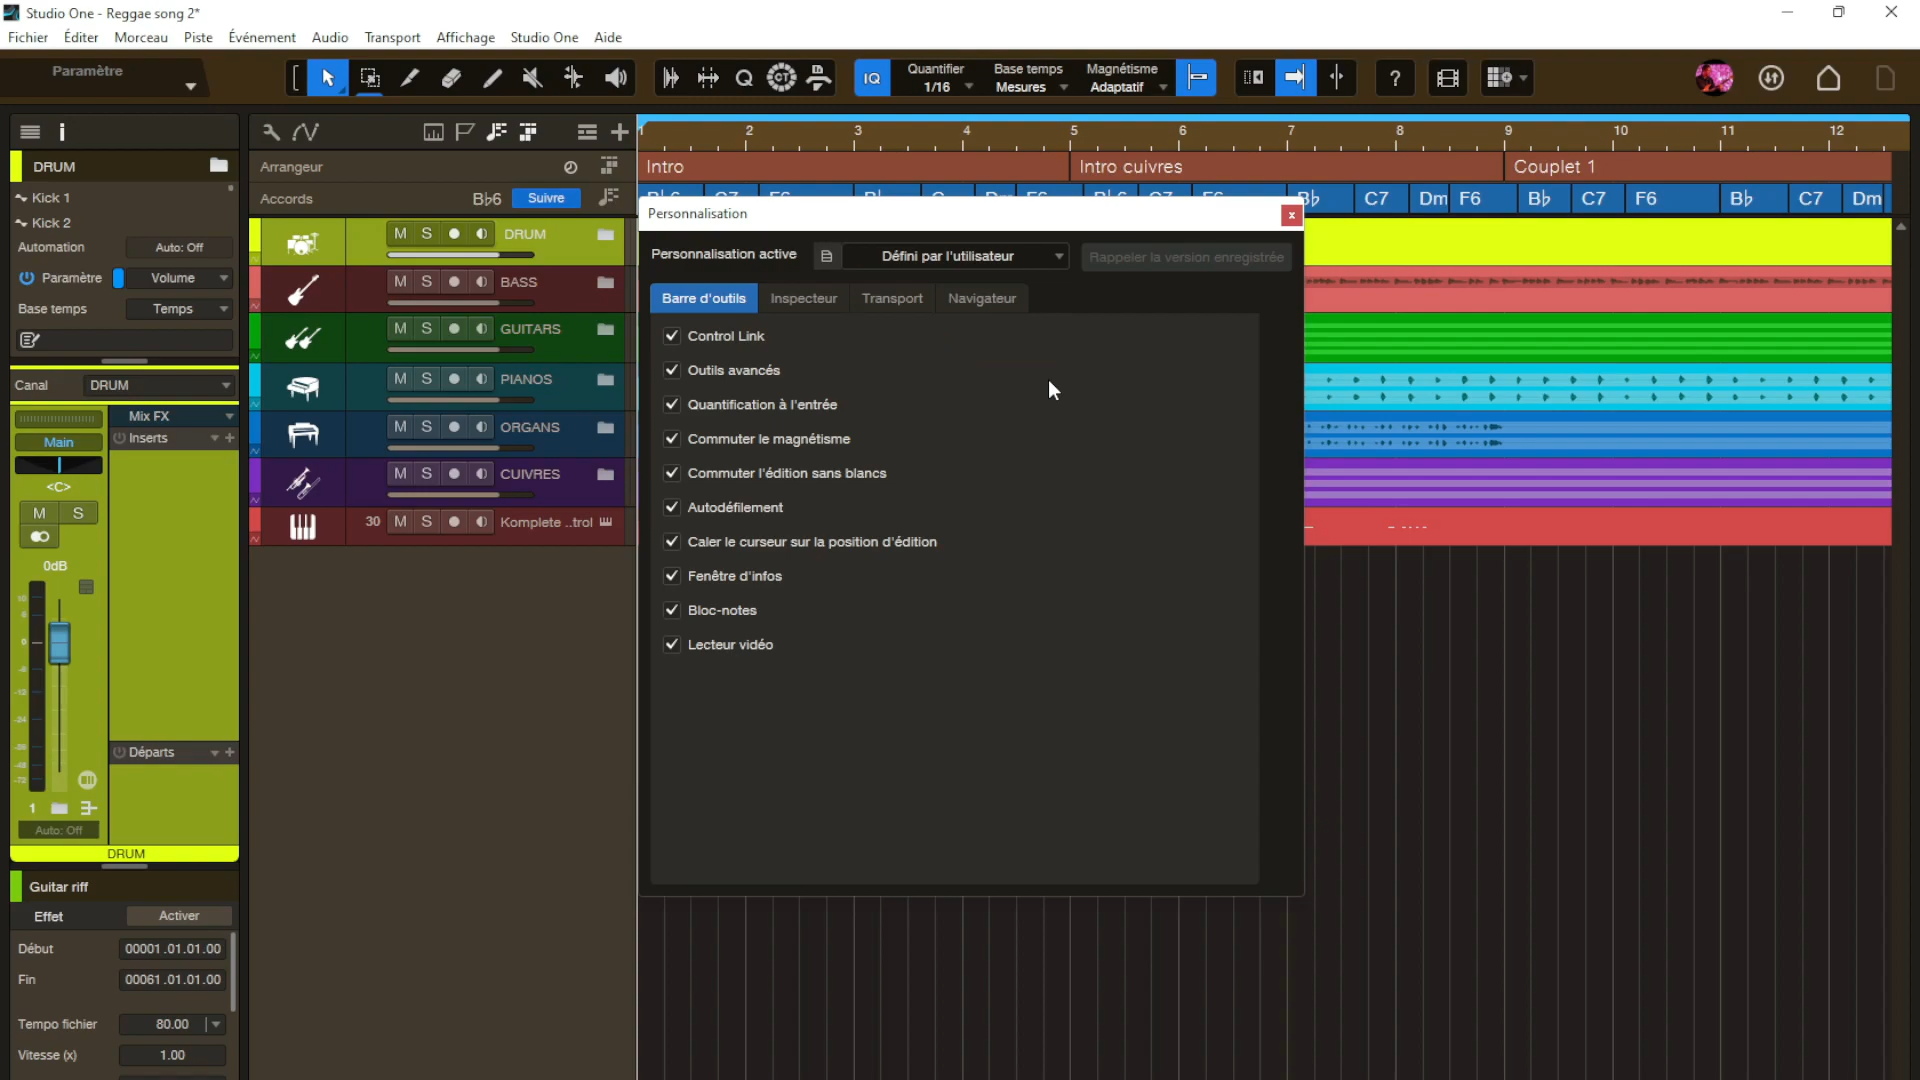 Studio One - Reggae song 2*
Fichier Éditer Morceau Piste Événement Audio Transport Affichage Studio One Aide
Paramètre
Q
IQ
Quantifier
1/16
Base temps
Mesures
Magnétisme
Adaptatif
?
i
1 2 3 4 5 6 7 8 9 10 11 12
Arrangeur
Intro
Intro cuivres
Couplet 1
Accords
B♭6
Suivre
B♭ C7 Dm F6 B♭ C7 F6 B♭ C7 Dm
DRUM
Kick 1
Kick 2
Automation
Auto: Off
Paramètre
Volume
Base temps
Temps
Canal
DRUM
Mix FX
Main
Inserts
<C>
M S
0dB
Départs
1
Auto: Off
DRUM
Guitar riff
Effet
Activer
Début
00001.01.01.00
Fin
00061.01.01.00
Tempo fichier
80.00
Vitesse (x)
1.00
M S DRUM
M S BASS
M S GUITARS
M S PIANOS
M S ORGANS
M S CUIVRES
30 M S Komplete ..trol
Personnalisation
x
Personnalisation active
Défini par l'utilisateur
Rappeler la version enregistrée
Barre d'outils
Inspecteur
Transport
Navigateur
Control Link
Outils avancés
Quantification à l'entrée
Commuter le magnétisme
Commuter l'édition sans blancs
Autodéfilement
Caler le curseur sur la position d'édition
Fenêtre d'infos
Bloc-notes
Lecteur vidéo